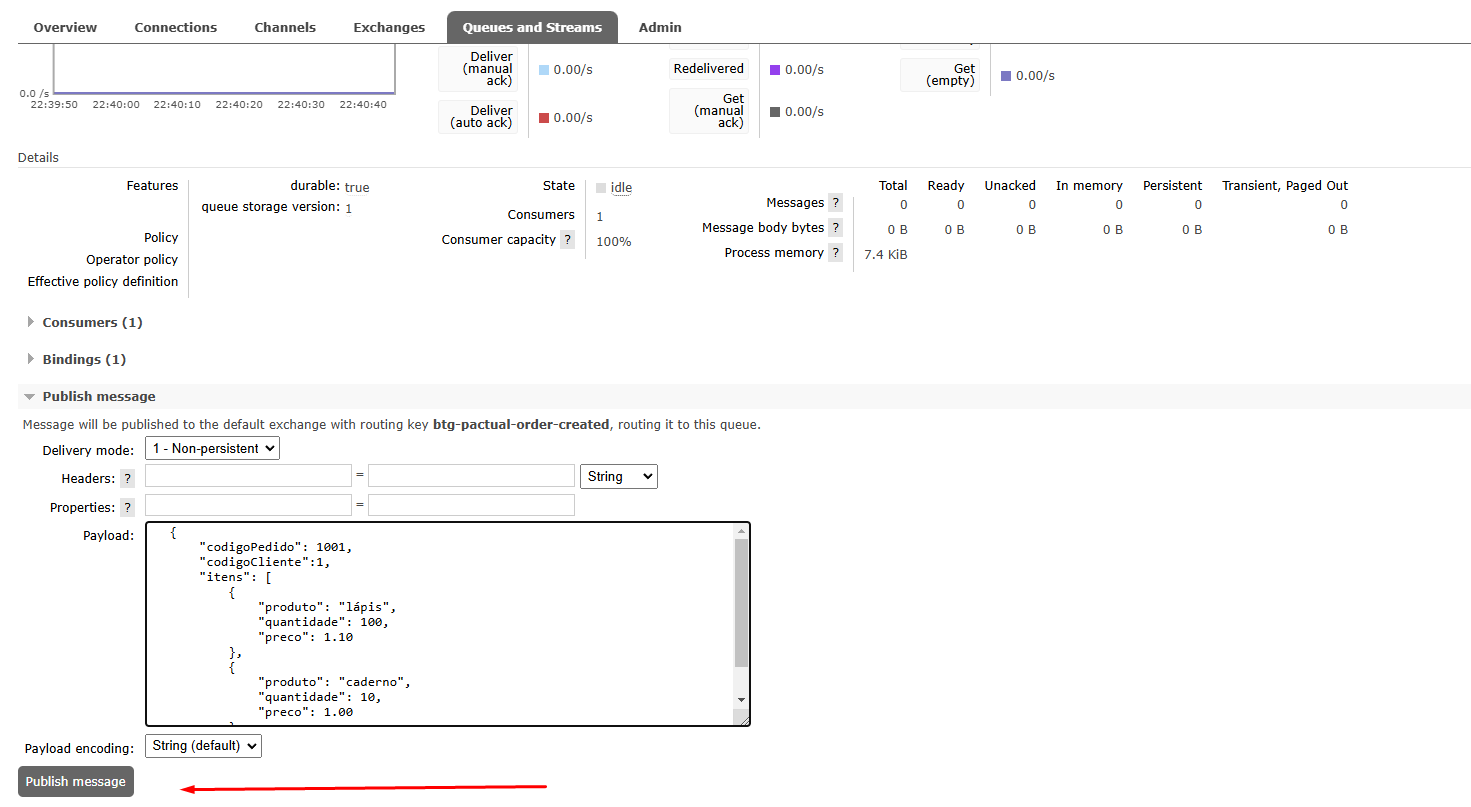 Overview Connections Channels Exchanges Queues and Streams Admin
0.0 /s
22:39:50 22:40:00 22:40:10 22:40:20 22:40:30 22:40:40
Deliver
(manual
ack)
0.00/s
Deliver
(auto ack)
0.00/s
Redelivered
0.00/s
Get
(manual
ack)
0.00/s
Get
(empty)
0.00/s
Details
Features
durable: true
queue storage version: 1
Policy
Operator policy
Effective policy definition
State idle
Consumers 1
Consumer capacity ? 100%
Total Ready Unacked In memory Persistent Transient, Paged Out
Messages ? 0 0 0 0 0 0
Message body bytes ? 0 B 0 B 0 B 0 B 0 B 0 B
Process memory ? 7.4 KiB
Consumers (1)
Bindings (1)
Publish message
Message will be published to the default exchange with routing key btg-pactual-order-created, routing it to this queue.
Delivery mode: 1 - Non-persistent
Headers: ? = String
Properties: ? =
Payload:
{
"codigoPedido": 1001,
"codigoCliente":1,
"itens": [
{
"produto": "lápis",
"quantidade": 100,
"preco": 1.10
},
{
"produto": "caderno",
"quantidade": 10,
"preco": 1.00
Payload encoding: String (default)
Publish message